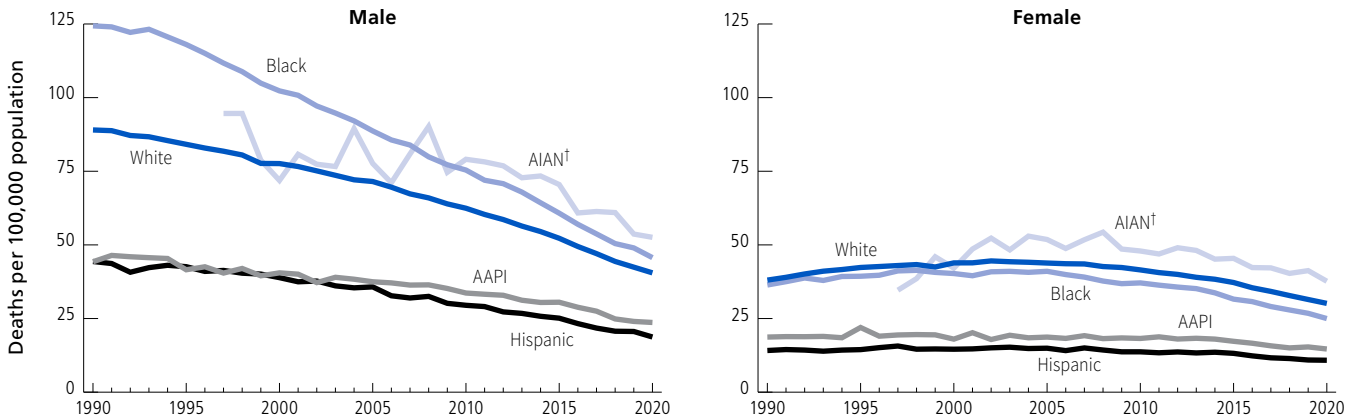 Male
Deaths per 100,000 population
125
100
75
50
25
0
Black
White
AIAN†
AAPI
Hispanic
1990 1995 2000 2005 2010 2015 2020
Female
125
100
75
50
25
0
AIAN†
White
Black
AAPI
Hispanic
1990 1995 2000 2005 2010 2015 2020